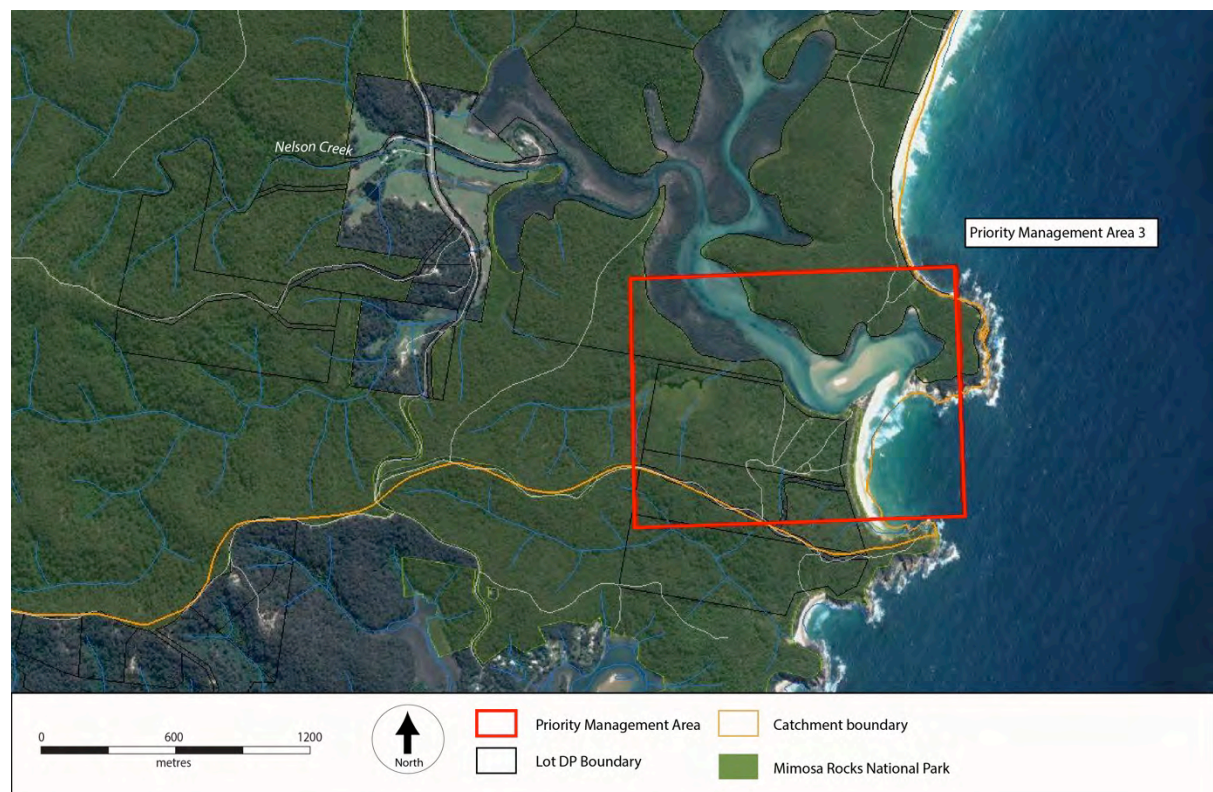 Nelson Creek
Priority Management Area 3
0 600 1200
metres
North
Priority Management Area
Lot DP Boundary
Catchment boundary
Mimosa Rocks National Park